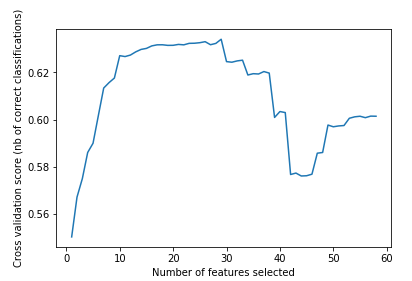 Cross validation score (nb of correct classifications)
0.62
0.60
0.58
0.56
0 10 20 30 40 50 60
Number of features selected